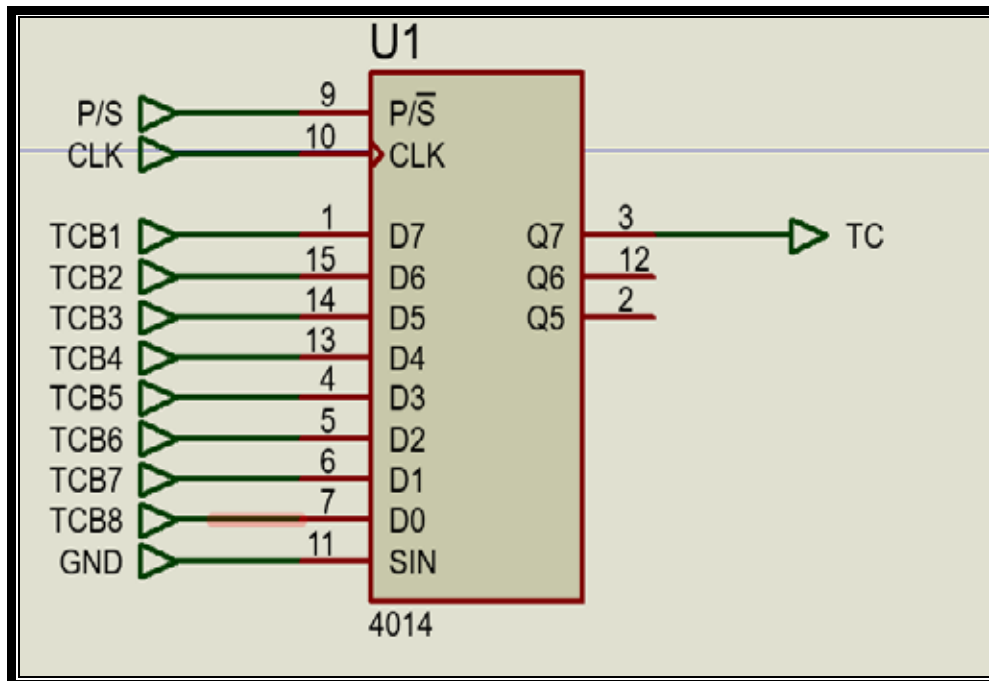 U1
P/S 9 P/S̅
CLK 10 CLK
TCB1 1 D7 Q7 3 TC
TCB2 15 D6 Q6 12
TCB3 14 D5 Q5 2
TCB4 13 D4
TCB5 4 D3
TCB6 5 D2
TCB7 6 D1
TCB8 7 D0
GND 11 SIN
4014